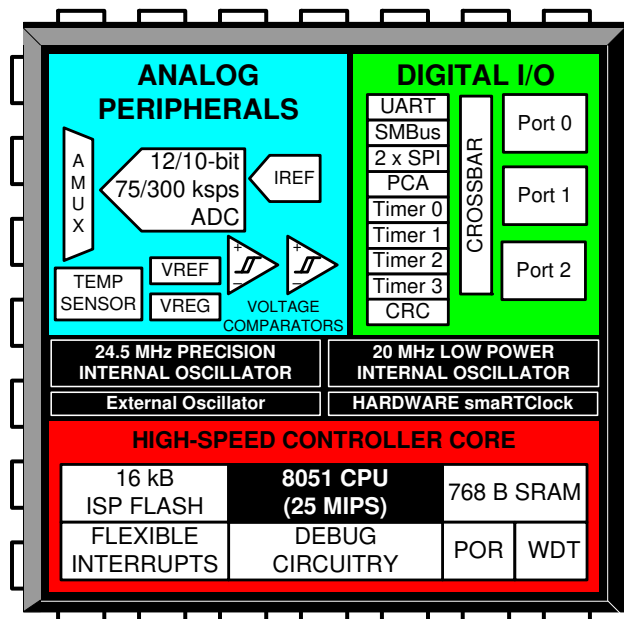 ANALOG
PERIPHERALS
A
M
U
X
12/10-bit
75/300 ksps
ADC
IREF
TEMP
SENSOR
VREF
VREG
+
−
+
−
VOLTAGE
COMPARATORS
DIGITAL I/O
UART
SMBus
2 x SPI
PCA
Timer 0
Timer 1
Timer 2
Timer 3
CRC
CROSSBAR
Port 0
Port 1
Port 2
24.5 MHz PRECISION
INTERNAL OSCILLATOR
20 MHz LOW POWER
INTERNAL OSCILLATOR
External Oscillator
HARDWARE smaRTClock
HIGH-SPEED CONTROLLER CORE
16 kB
ISP FLASH
8051 CPU
(25 MIPS)
768 B SRAM
FLEXIBLE
INTERRUPTS
DEBUG
CIRCUITRY
POR
WDT